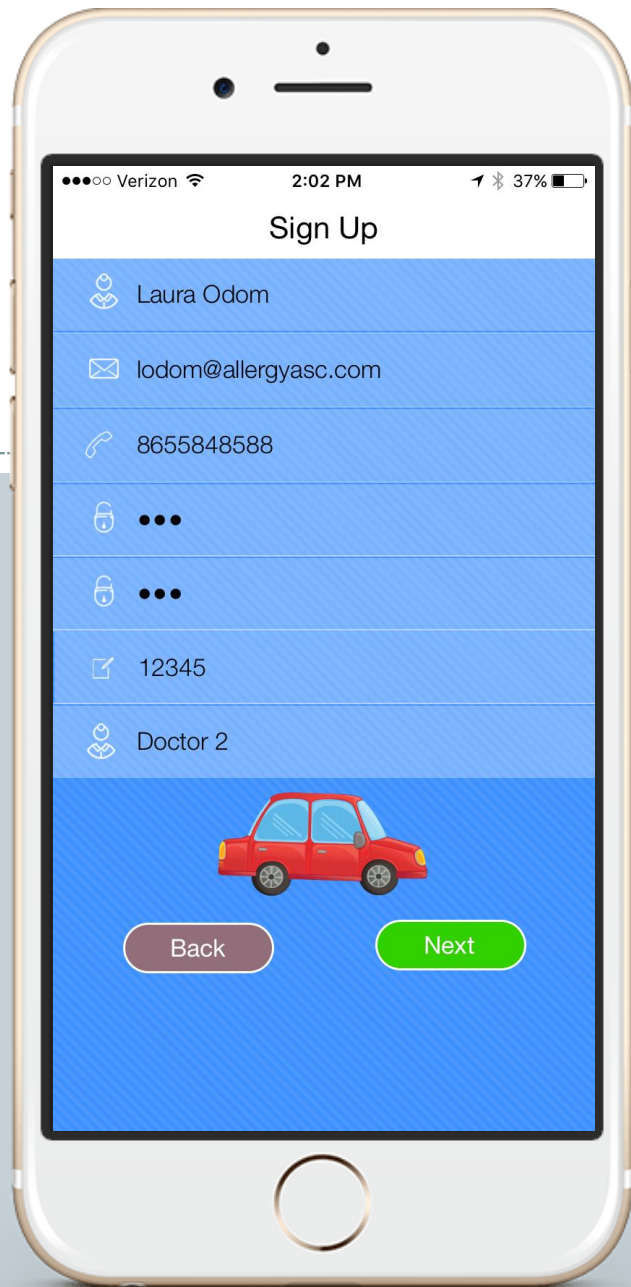 ●●●○○ Verizon 2:02 PM 37%
Sign Up
Laura Odom
lodom@allergyasc.com
8655848588
●●●
●●●
12345
Doctor 2
Back Next